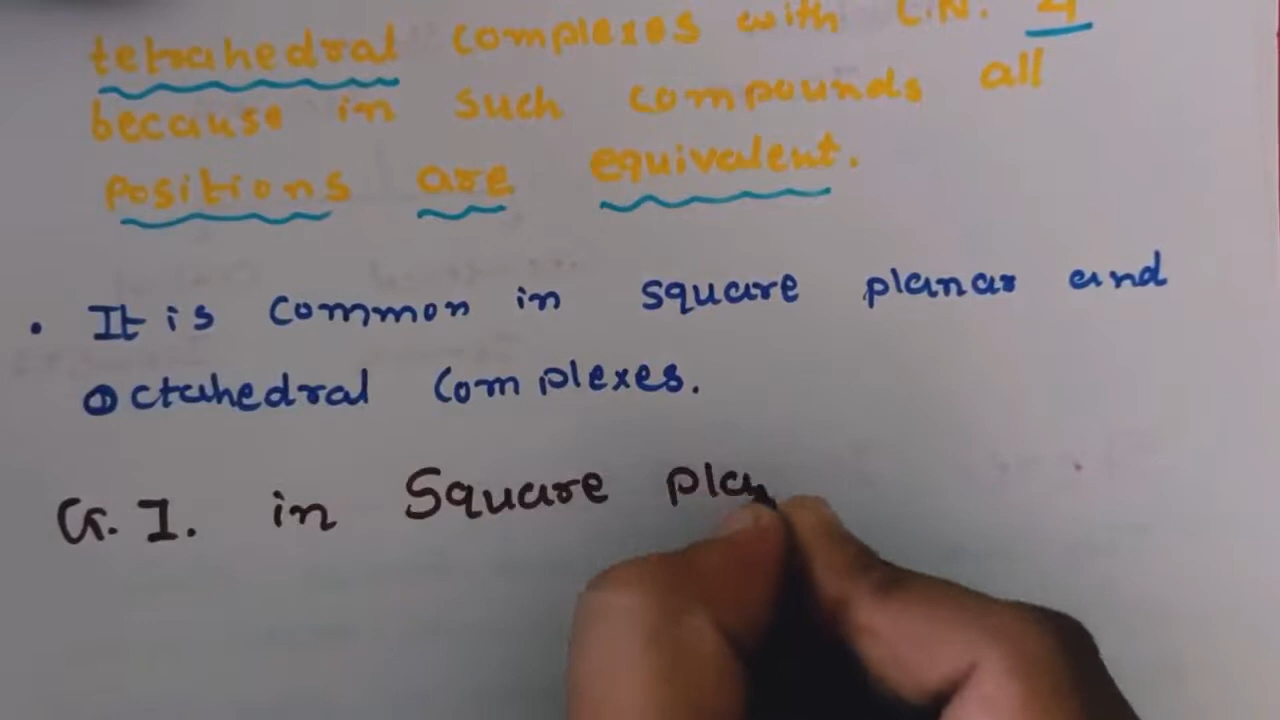 tetrahedral complexes with C.N. 4
because in such compounds all
positions are equivalent.
• It is common in square planar and
octahedral complexes.
G.I. in Square plan